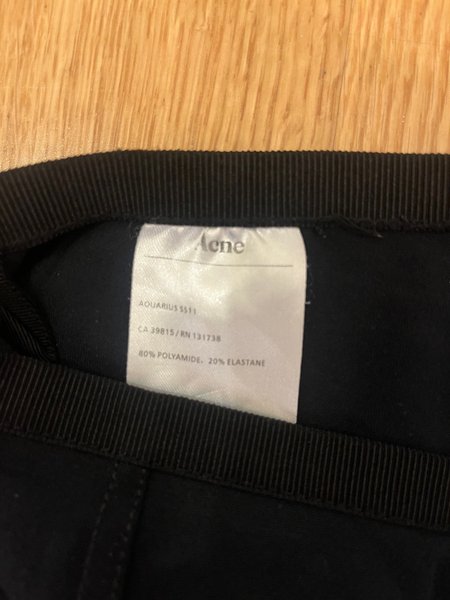 Acne
AQUARIUS SS11
CA 39815 / RN 131738
80% POLYAMIDE, 20% ELASTANE